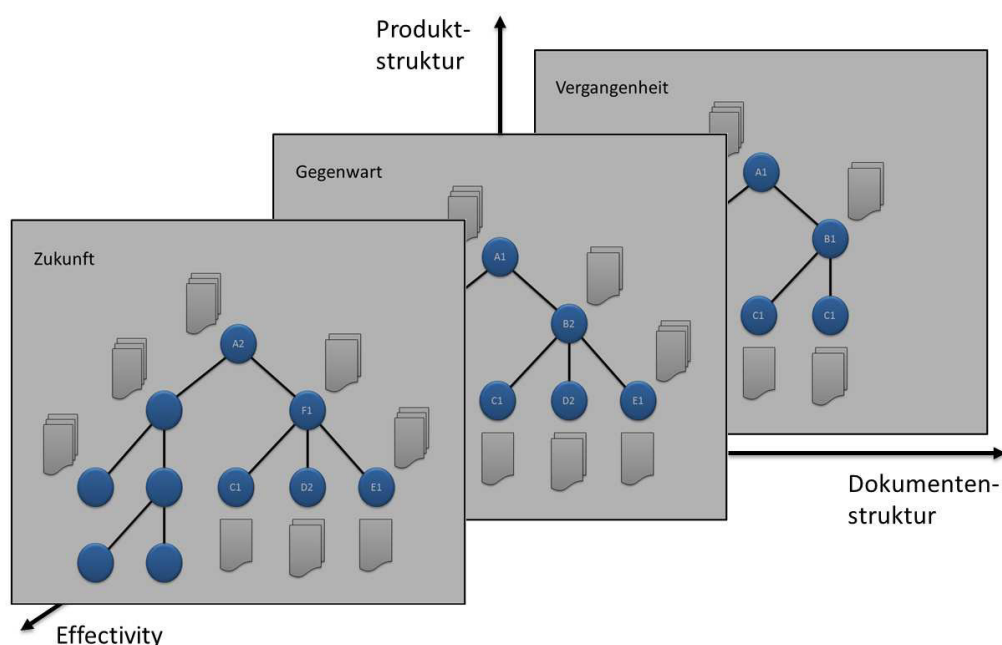 Produkt-
struktur
Vergangenheit
A1
B1
C1 C1
Gegenwart
A1
B2
C1 D2 E1
Zukunft
A2
F1
C1 D2 E1
Dokumenten-
struktur
Effectivity